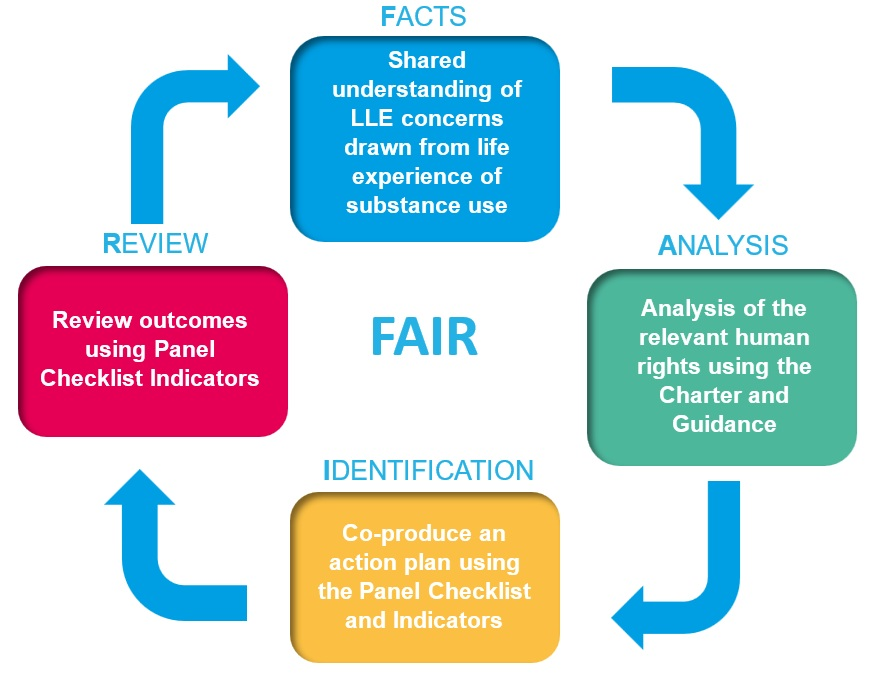 FACTS
Shared
understanding of
LLE concerns
drawn from life
experience of
substance use
ANALYSIS
Analysis of the
relevant human
rights using the
Charter and
Guidance
IDENTIFICATION
Co-produce an
action plan using
the Panel Checklist
and Indicators
REVIEW
Review outcomes
using Panel
Checklist Indicators
FAIR